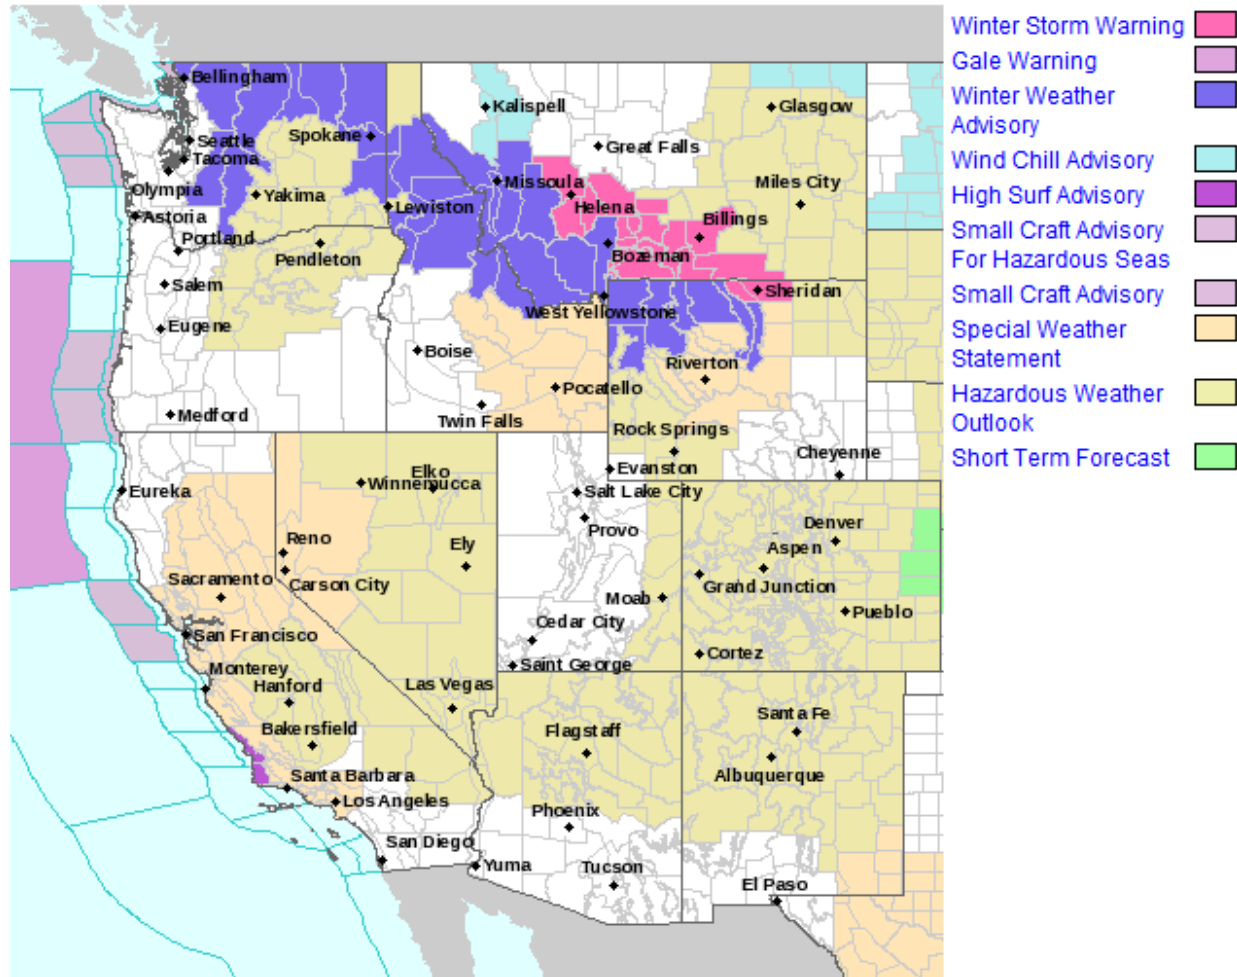 Winter Storm Warning
Gale Warning
Winter Weather
Advisory
Wind Chill Advisory
High Surf Advisory
Small Craft Advisory
For Hazardous Seas
Small Craft Advisory
Special Weather
Statement
Hazardous Weather
Outlook
Short Term Forecast
Bellingham
Kalispell
Glasgow
Seattle
Spokane
Great Falls
Tacoma
Olympia
Yakima
Missoula
Miles City
Astoria
Lewiston
Helena
Billings
Portland
Pendleton
Bozeman
Salem
Sheridan
West Yellowstone
Eugene
Boise
Riverton
Pocatello
Medford
Twin Falls
Rock Springs
Cheyenne
Elko
Evanston
Winnemucca
Eureka
Salt Lake City
Provo
Denver
Reno
Ely
Aspen
Sacramento
Carson City
Grand Junction
Moab
Pueblo
San Francisco
Cedar City
Cortez
Saint George
Monterey
Hanford
Las Vegas
Santa Fe
Bakersfield
Flagstaff
Albuquerque
Santa Barbara
Los Angeles
Phoenix
San Diego
Yuma
Tucson
El Paso